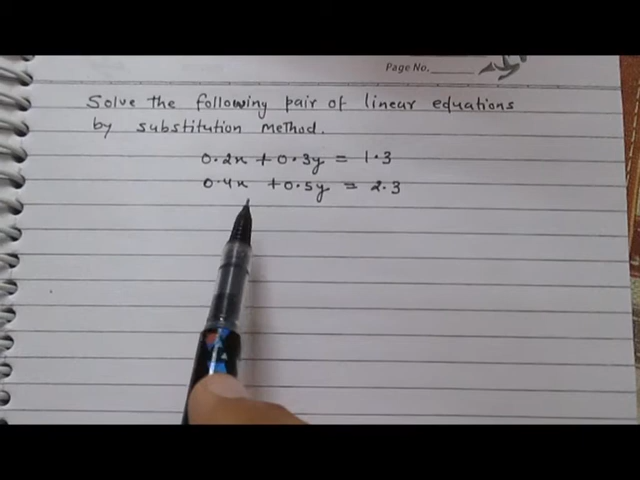 Page No.
Solve the following pair of linear equations
by substitution method.
0.2x + 0.3y = 1.3
0.4x + 0.5y = 2.3